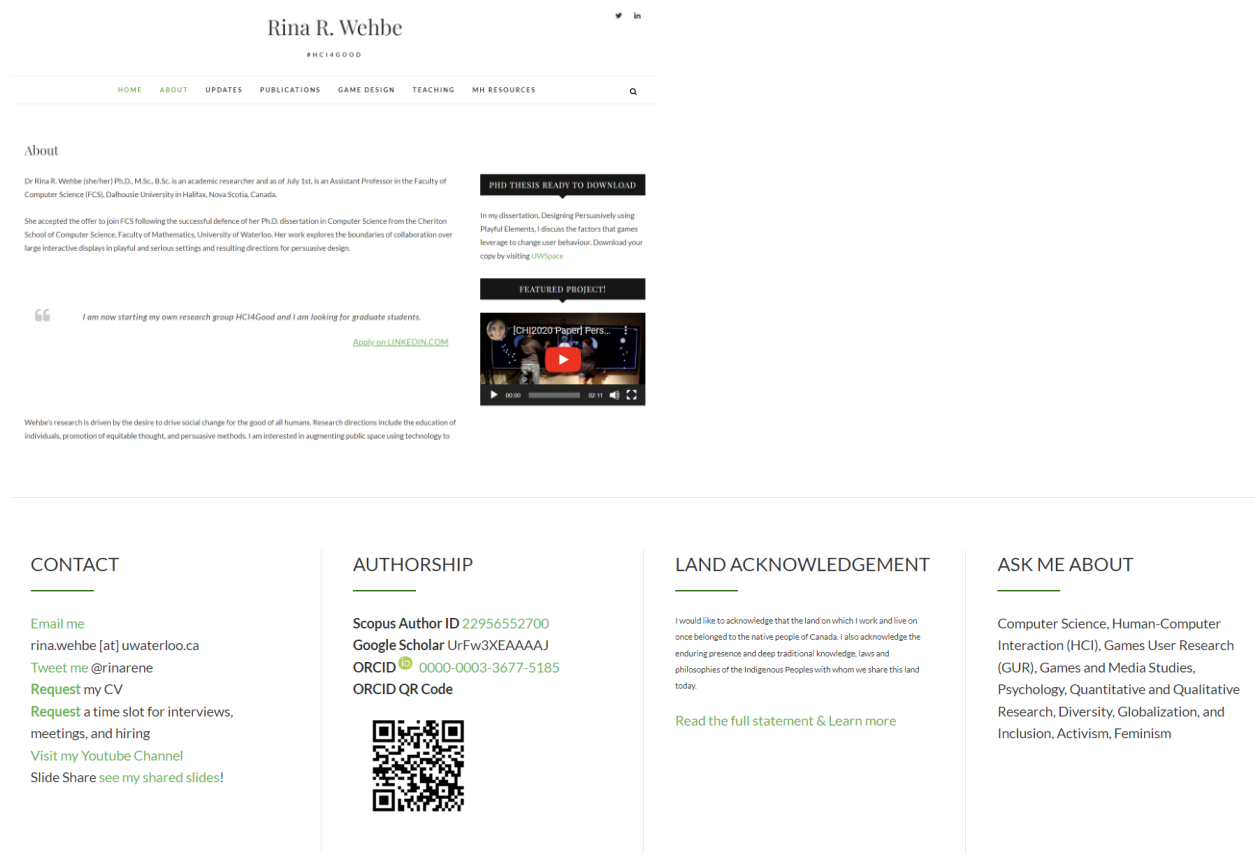 Rina R. Wehbe
#HCI4GOOD
HOME ABOUT UPDATES PUBLICATIONS GAME DESIGN TEACHING MH RESOURCES
About
Dr Rina R. Wehbe (she/her) Ph.D., M.Sc., B.Sc. is an academic researcher and as of July 1st, is an Assistant Professor in the Faculty of
Computer Science (FCS), Dalhousie University in Halifax, Nova Scotia, Canada.
She accepted the offer to join FCS following the successful defence of her Ph.D. dissertation in Computer Science from the Cheriton
School of Computer Science, Faculty of Mathematics, University of Waterloo. Her work explores the boundaries of collaboration over
large interactive displays in playful and serious settings and resulting directions for persuasive design.
I am now starting my own research group HCI4Good and I am looking for graduate students.
Apply on LINKEDIN.COM
Wehbe's research is driven by the desire to drive social change for the good of all humans. Research directions include the education of
individuals, promotion of equitable thought, and persuasive methods. I am interested in augmenting public space using technology to
PHD THESIS READY TO DOWNLOAD
In my dissertation, Designing Persuasively using
Playful Elements, I discuss the factors that games
leverage to change user behaviour. Download your
copy by visiting UWSpace
FEATURED PROJECT!
[CHI2020 Paper] Pers...
00:00 02:11
CONTACT
Email me
rina.wehbe [at] uwaterloo.ca
Tweet me @rinarene
Request my CV
Request a time slot for interviews,
meetings, and hiring
Visit my Youtube Channel
Slide Share see my shared slides!
AUTHORSHIP
Scopus Author ID 22956552700
Google Scholar UrFw3XEAAAAJ
ORCID iD 0000-0003-3677-5185
ORCID QR Code
LAND ACKNOWLEDGEMENT
I would like to acknowledge that the land on which I work and live on
once belonged to the native people of Canada. I also acknowledge the
enduring presence and deep traditional knowledge, laws and
philosophies of the Indigenous Peoples with whom we share this land
today.
Read the full statement & Learn more
ASK ME ABOUT
Computer Science, Human-Computer
Interaction (HCI), Games User Research
(GUR), Games and Media Studies,
Psychology, Quantitative and Qualitative
Research, Diversity, Globalization, and
Inclusion, Activism, Feminism